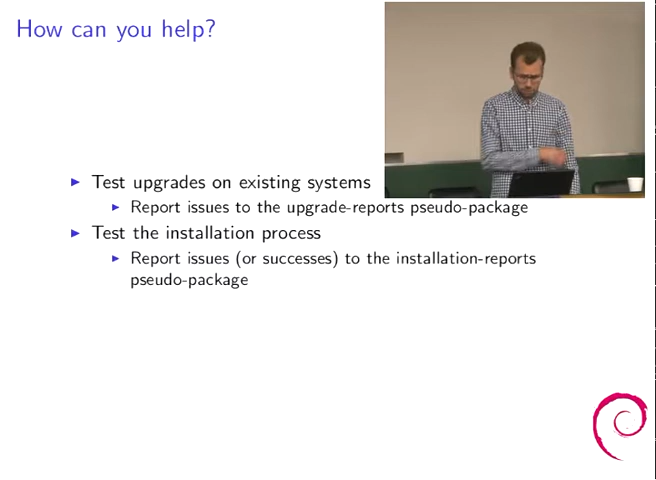 How can you help?
Test upgrades on existing systems
Report issues to the upgrade-reports pseudo-package
Test the installation process
Report issues (or successes) to the installation-reports
pseudo-package